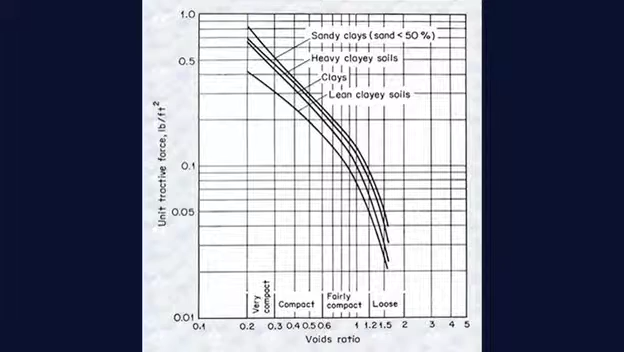 1.0
Sandy clays (sand < 50 %)
Heavy clayey soils
Clays
Lean clayey soils
0.5
0.1
0.05
0.01
Unit tractive force, lb/ft²
Very
compact
Compact
Fairly
compact
Loose
0.1 0.2 0.3 0.4 0.5 0.6 1 1.2 1.5 2 3 4 5
Voids ratio